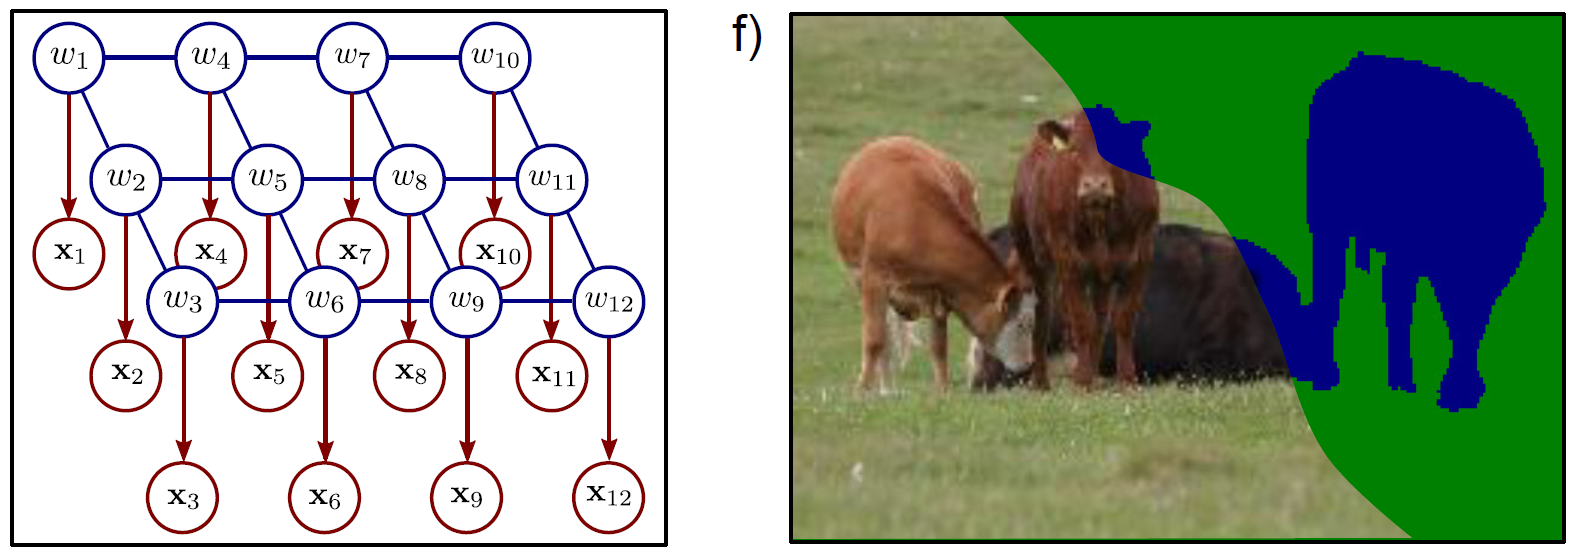 w₁ w₄ w₇ w₁₀ f)
w₂ w₅ w₈ w₁₁
x₁ x₄ x₇ x₁₀
w₃ w₆ w₉ w₁₂
x₂ x₅ x₈ x₁₁
x₃ x₆ x₉ x₁₂